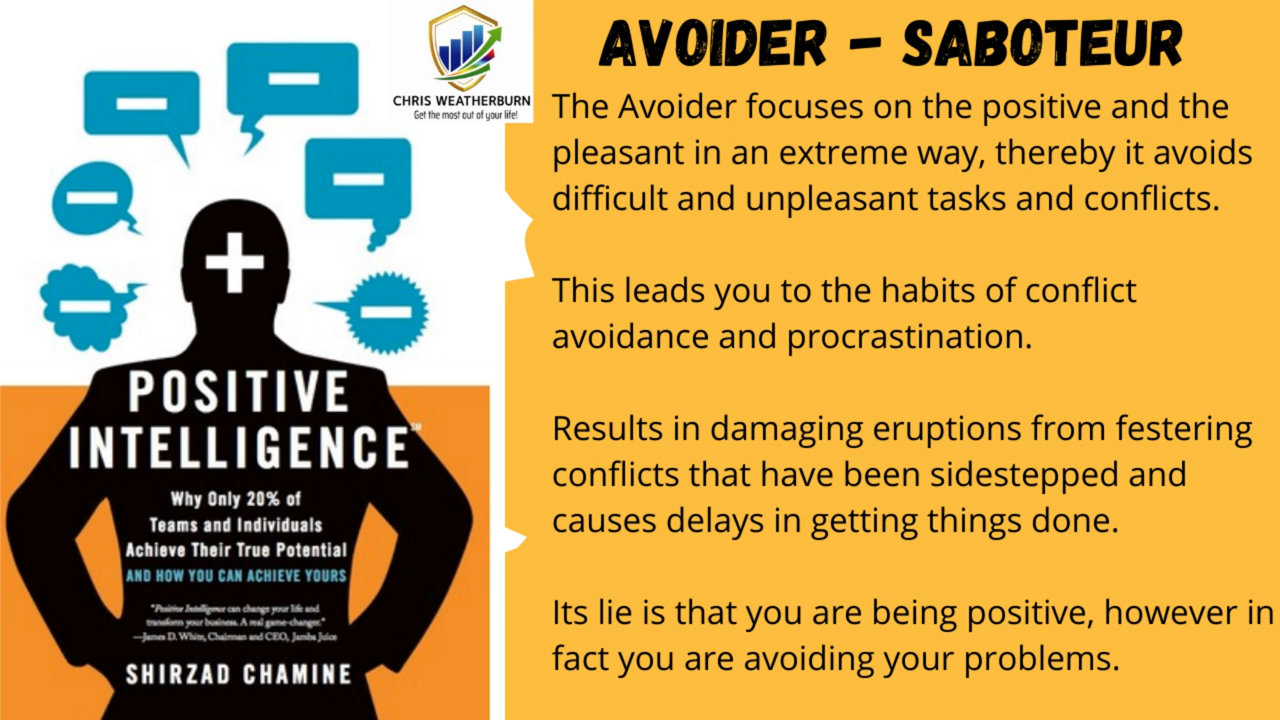 CHRIS WEATHERBURN
Get the most out of your life!
POSITIVE
INTELLIGENCE℠
Why Only 20% of
Teams and Individuals
Achieve Their True Potential
AND HOW YOU CAN ACHIEVE YOURS
"Positive Intelligence can change your life and
transform your business. A real game-changer."
—James D. White, Chairman and CEO, Jamba Juice
SHIRZAD CHAMINE
AVOIDER – SABOTEUR
The Avoider focuses on the positive and the
pleasant in an extreme way, thereby it avoids
difficult and unpleasant tasks and conflicts.
This leads you to the habits of conflict
avoidance and procrastination.
Results in damaging eruptions from festering
conflicts that have been sidestepped and
causes delays in getting things done.
Its lie is that you are being positive, however in
fact you are avoiding your problems.